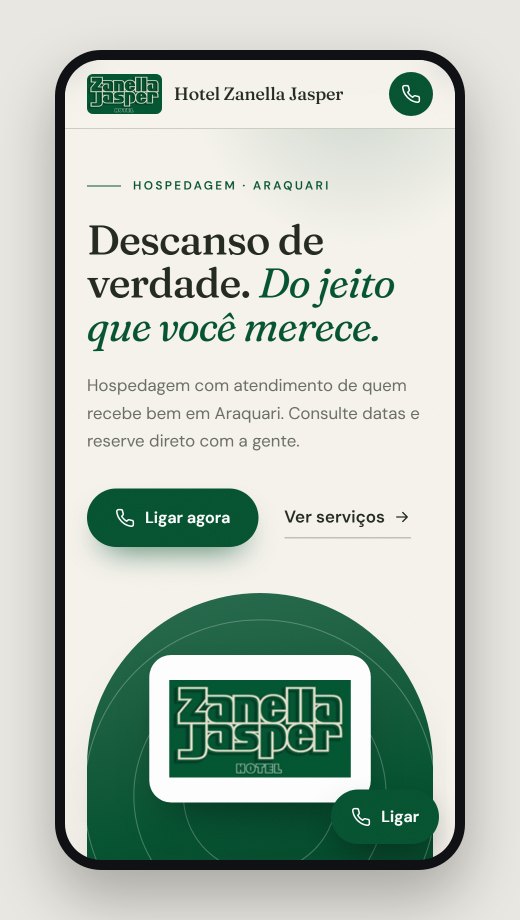 Zanella
Jasper
HOTEL
Hotel Zanella Jasper
HOSPEDAGEM · ARAQUARI
Descanso de
verdade. Do jeito
que você merece.
Hospedagem com atendimento de quem
recebe bem em Araquari. Consulte datas e
reserve direto com a gente.
Ligar agora
Ver serviços →
Zanella
Jasper
HOTEL
Ligar